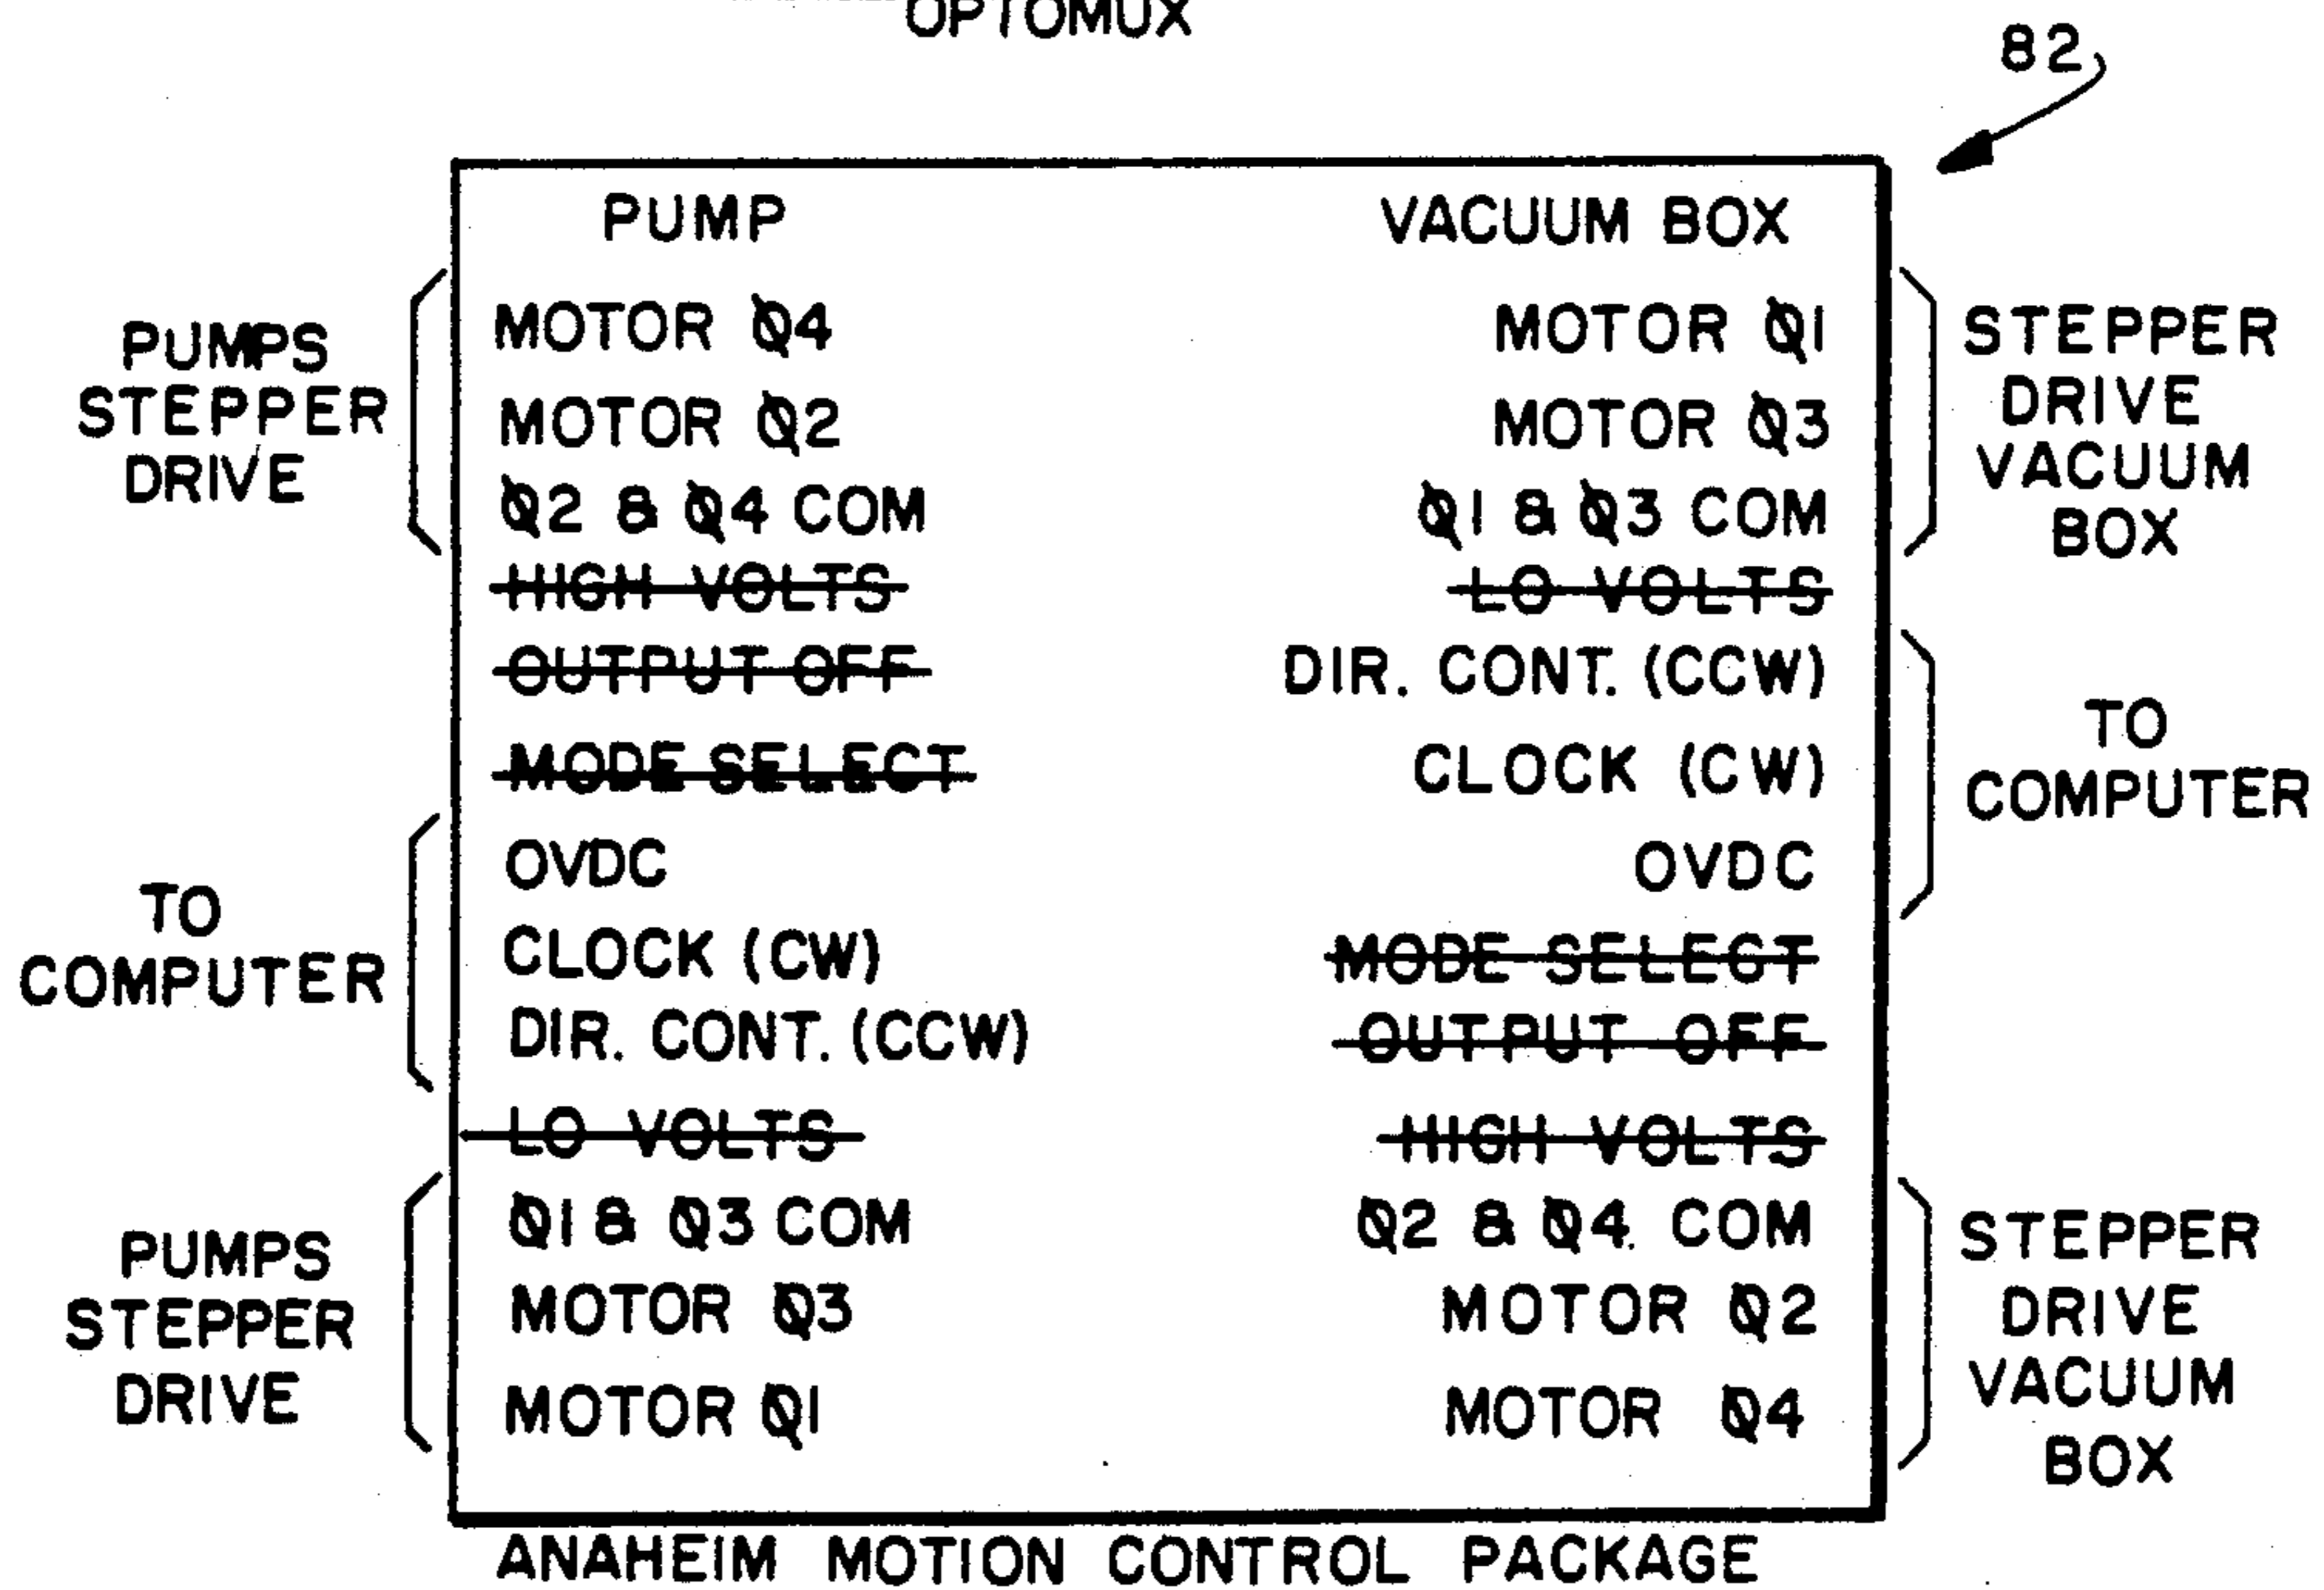 OPTOMUX
82
PUMP
VACUUM BOX
PUMPS
STEPPER
DRIVE
MOTOR Ø4
MOTOR Ø2
Ø2 & Ø4 COM
HIGH VOLTS
OUTPUT OFF
MODE SELECT
TO
COMPUTER
OVDC
CLOCK (CW)
DIR. CONT. (CCW)
LO VOLTS
PUMPS
STEPPER
DRIVE
Ø1 & Ø3 COM
MOTOR Ø3
MOTOR Ø1
MOTOR Ø1
MOTOR Ø3
Ø1 & Ø3 COM
STEPPER
DRIVE
VACUUM
BOX
LO VOLTS
DIR. CONT. (CCW)
CLOCK (CW)
OVDC
TO
COMPUTER
MODE SELECT
OUTPUT OFF
HIGH VOLTS
Ø2 & Ø4 COM
MOTOR Ø2
MOTOR Ø4
STEPPER
DRIVE
VACUUM
BOX
ANAHEIM MOTION CONTROL PACKAGE